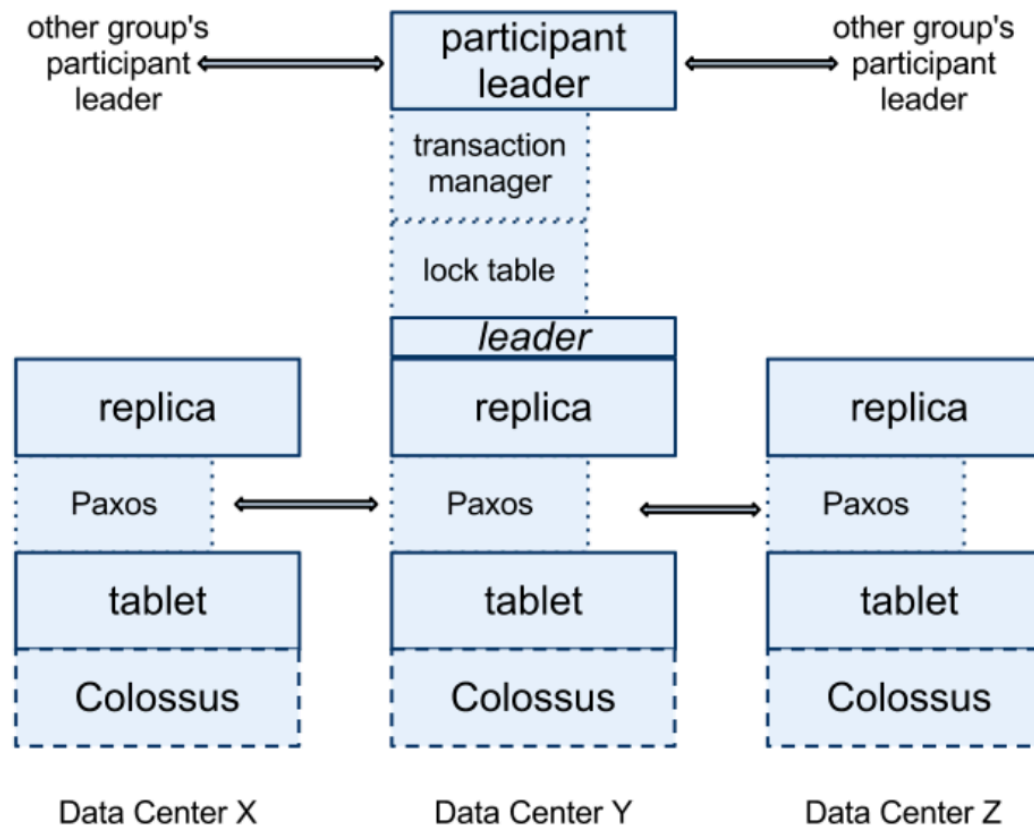 other group's
participant
leader
participant
leader
other group's
participant
leader
transaction
manager
lock table
leader
replica
replica
replica
Paxos
Paxos
Paxos
tablet
tablet
tablet
Colossus
Colossus
Colossus
Data Center X
Data Center Y
Data Center Z